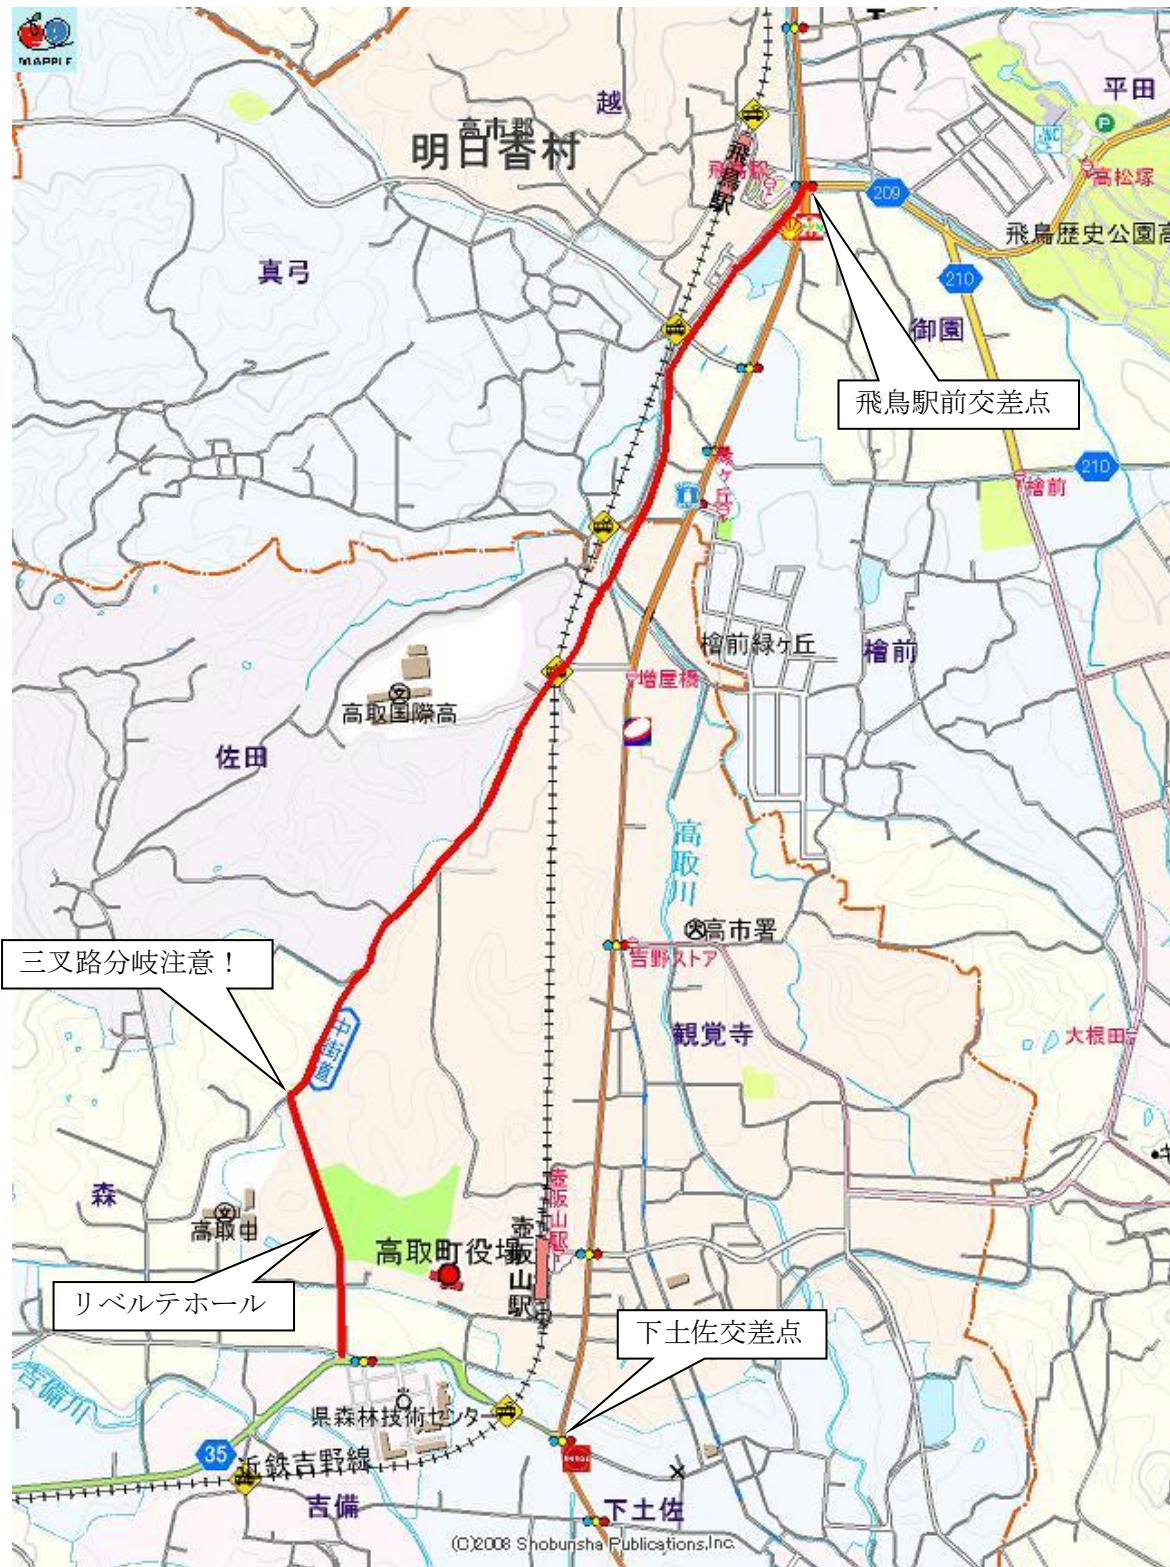 MAPPLE
平田
越
高市郡
明日香村
飛鳥駅
高松塚
209
飛鳥歴史公園高
真弓
210
御園
飛鳥駅前交差点
210
檜前
檜前緑ヶ丘
檜前
増屋橋
高取国際高
佐田
高取川
高市署
三叉路分岐注意！
吉野ストア
中街道
観覚寺
大根田
森
高取中
壺阪山駅
壺阪山駅
高取町役場
リベルテホール
下土佐交差点
吉備川
県森林技術センター
35
近鉄吉野線
吉備
下土佐
(C)2008 Shobunsha Publications,Inc.